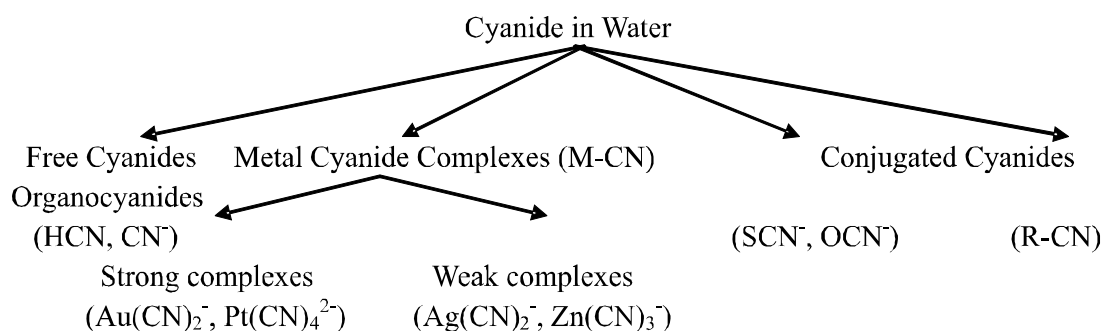 Cyanide in Water
Free Cyanides Metal Cyanide Complexes (M-CN) Conjugated Cyanides
Organocyanides
(HCN, CN⁻) (SCN⁻, OCN⁻) (R-CN)
Strong complexes Weak complexes
(Au(CN)₂⁻, Pt(CN)₄²⁻) (Ag(CN)₂⁻, Zn(CN)₃⁻)